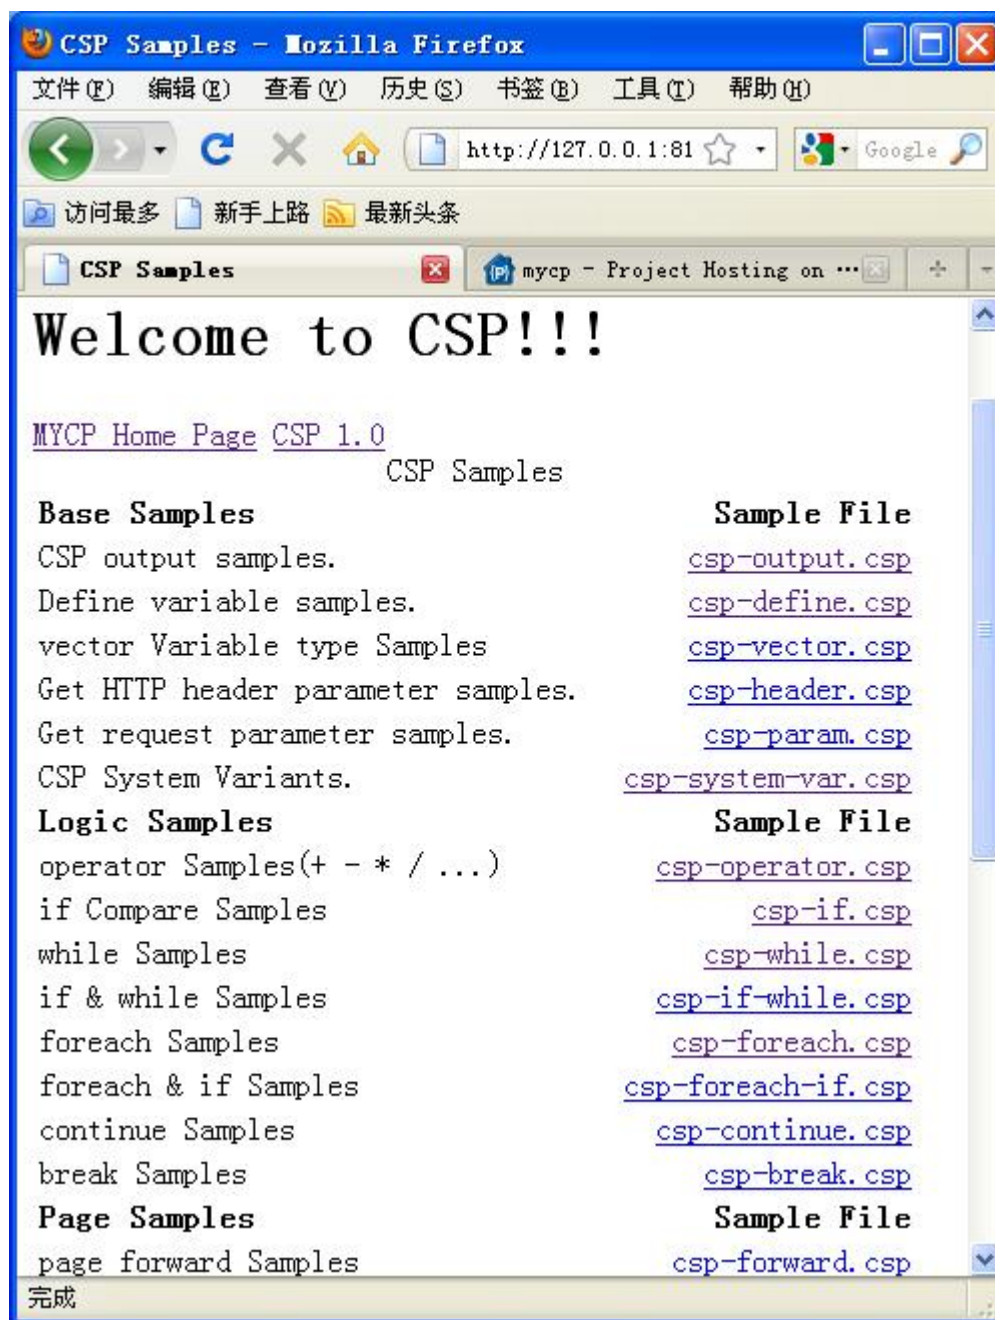 CSP Samples - Mozilla Firefox
文件(F) 编辑(E) 查看(V) 历史(S) 书签(B) 工具(T) 帮助(H)
http://127.0.0.1:81 Google
访问最多 新手上路 最新头条
CSP Samples mycp - Project Hosting on ...
Welcome to CSP!!!
MYCP Home Page CSP 1.0
CSP Samples
Base Samples Sample File
CSP output samples. csp-output.csp
Define variable samples. csp-define.csp
vector Variable type Samples csp-vector.csp
Get HTTP header parameter samples. csp-header.csp
Get request parameter samples. csp-param.csp
CSP System Variants. csp-system-var.csp
Logic Samples Sample File
operator Samples(+ - * / ...) csp-operator.csp
if Compare Samples csp-if.csp
while Samples csp-while.csp
if & while Samples csp-if-while.csp
foreach Samples csp-foreach.csp
foreach & if Samples csp-foreach-if.csp
continue Samples csp-continue.csp
break Samples csp-break.csp
Page Samples Sample File
page forward Samples csp-forward.csp
完成